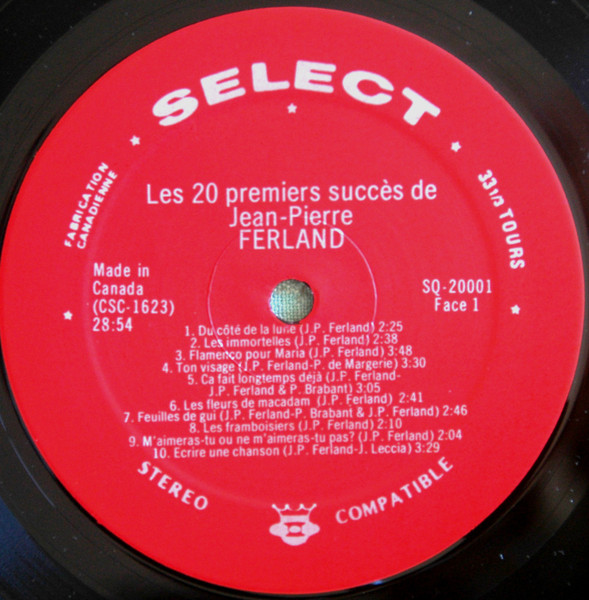 SELECT
FABRICATION
CANADIENNE
33 1/3 TOURS
Les 20 premiers succès de
Jean-Pierre
FERLAND
Made in
Canada
(CSC-1623)
28:54
SQ-20001
Face 1
1. Du côté de la lune (J.P. Ferland) 2:25
2. Les immortelles (J.P. Ferland) 2:38
3. Flamenco pour Maria (J.P. Ferland) 3:48
4. Ton visage (J.P. Ferland-P. de Margerie) 3:30
5. Ca fait longtemps déjà (J.P. Ferland-
J.P. Ferland & P. Brabant) 3:05
6. Les fleurs de macadam (J.P. Ferland) 2:41
7. Feuilles de gui (J.P. Ferland-P. Brabant & J.P. Ferland) 2:46
8. Les framboisiers (J.P. Ferland) 2:10
9. M'aimeras-tu ou ne m'aimeras-tu pas? (J.P. Ferland) 2:04
10. Ecrire une chanson (J.P. Ferland-J. Leccia) 3:29
STEREO
COMPATIBLE